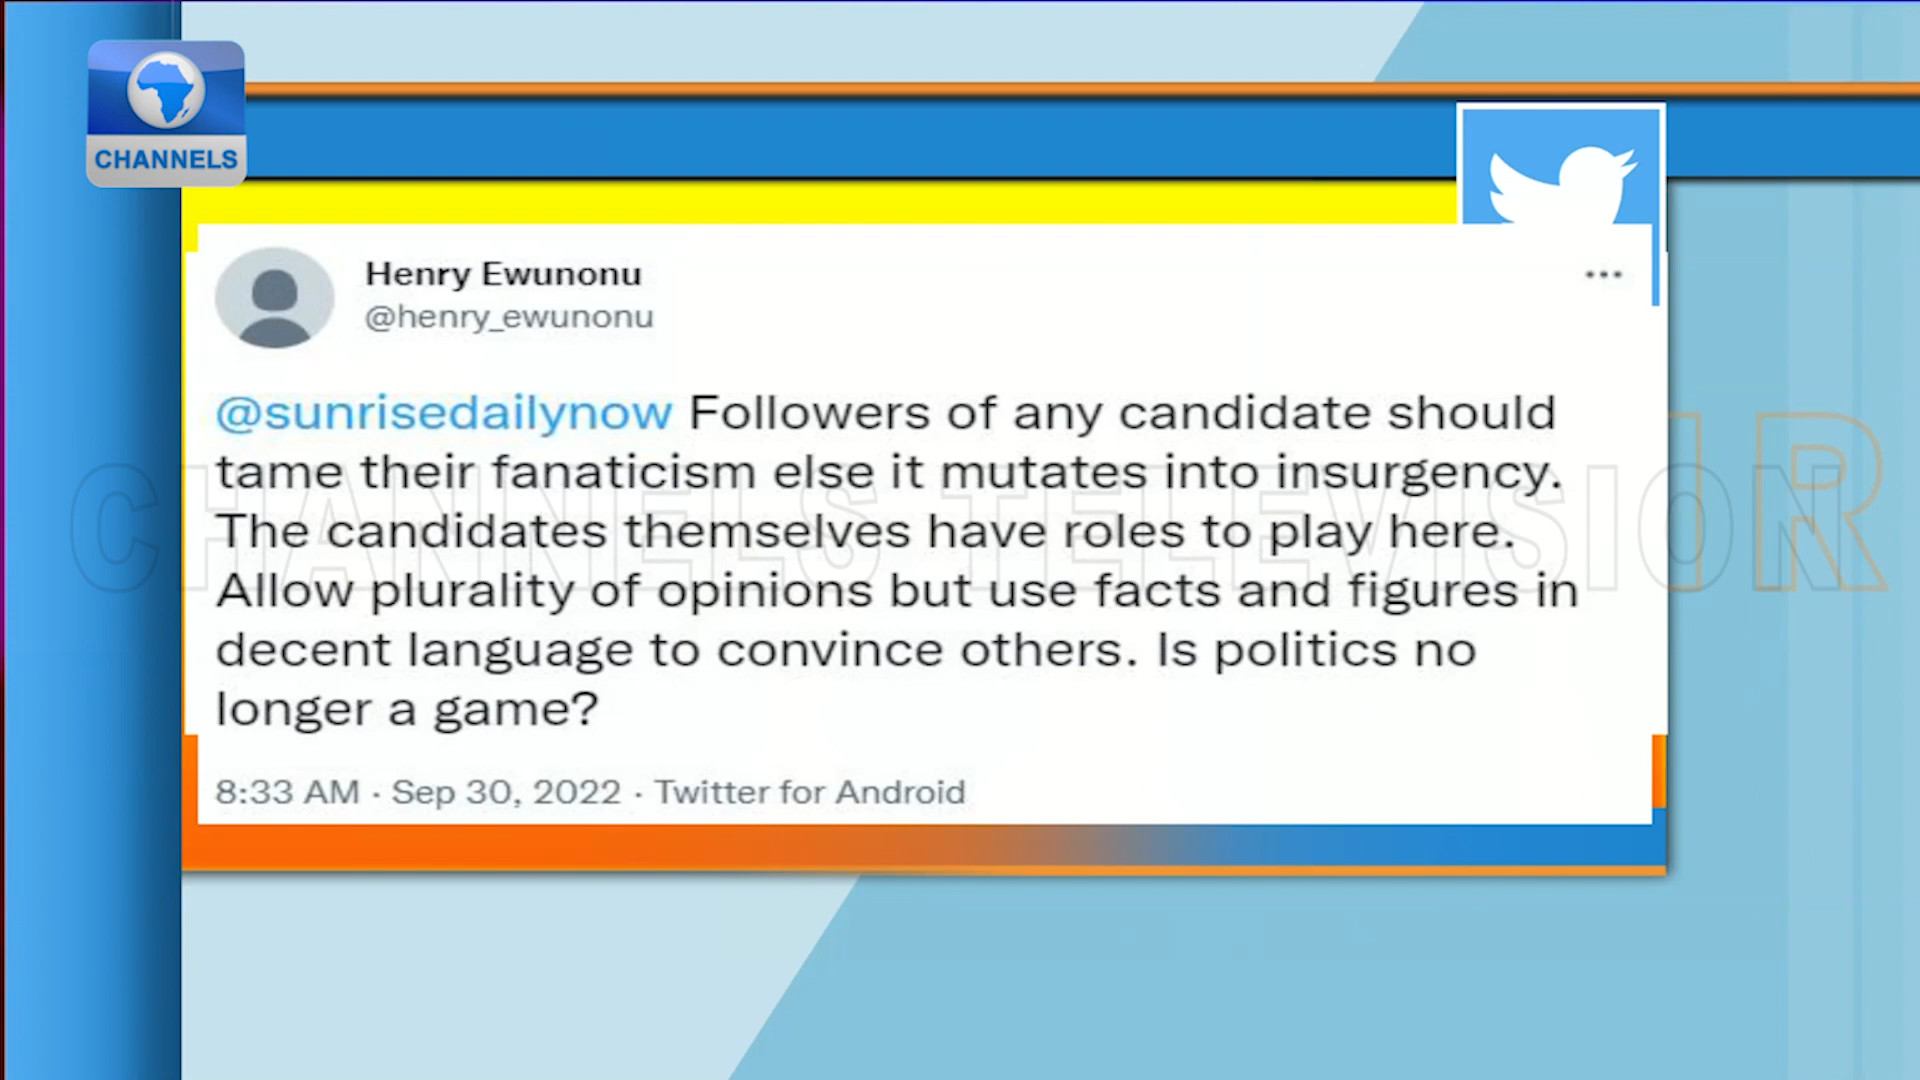 CHANNELS
Henry Ewunonu
@henry_ewunonu
@sunrisedailynow Followers of any candidate should
tame their fanaticism else it mutates into insurgency.
The candidates themselves have roles to play here.
Allow plurality of opinions but use facts and figures in
decent language to convince others. Is politics no
longer a game?
8:33 AM · Sep 30, 2022 · Twitter for Android